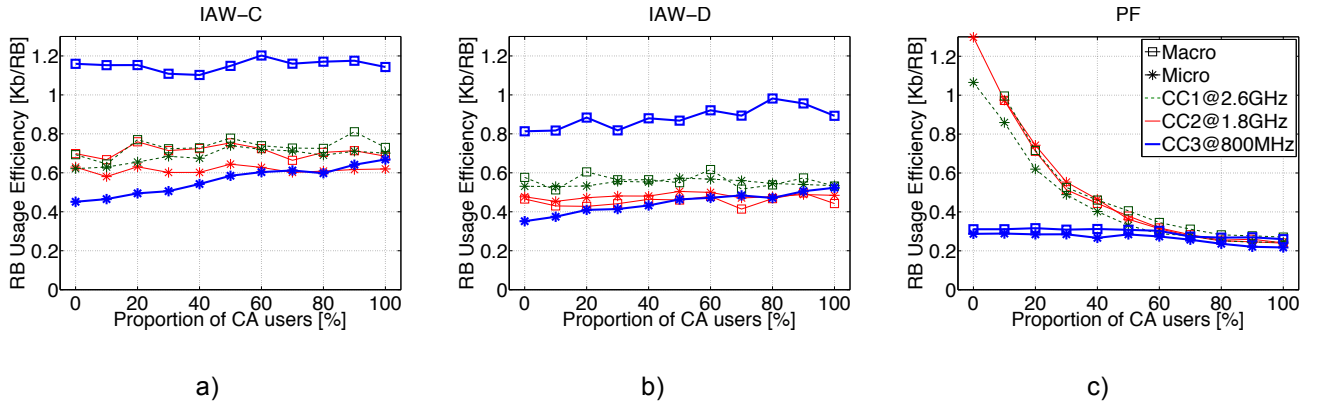 IAW-C
RB Usage Efficiency [Kb/RB]
1.2
1
0.8
0.6
0.4
0.2
0
0 20 40 60 80 100
Proportion of CA users [%]
a)
IAW-D
RB Usage Efficiency [Kb/RB]
1.2
1
0.8
0.6
0.4
0.2
0
0 20 40 60 80 100
Proportion of CA users [%]
b)
PF
RB Usage Efficiency [Kb/RB]
1.2
1
0.8
0.6
0.4
0.2
0
0 20 40 60 80 100
Proportion of CA users [%]
Macro
Micro
CC1@2.6GHz
CC2@1.8GHz
CC3@800MHz
c)